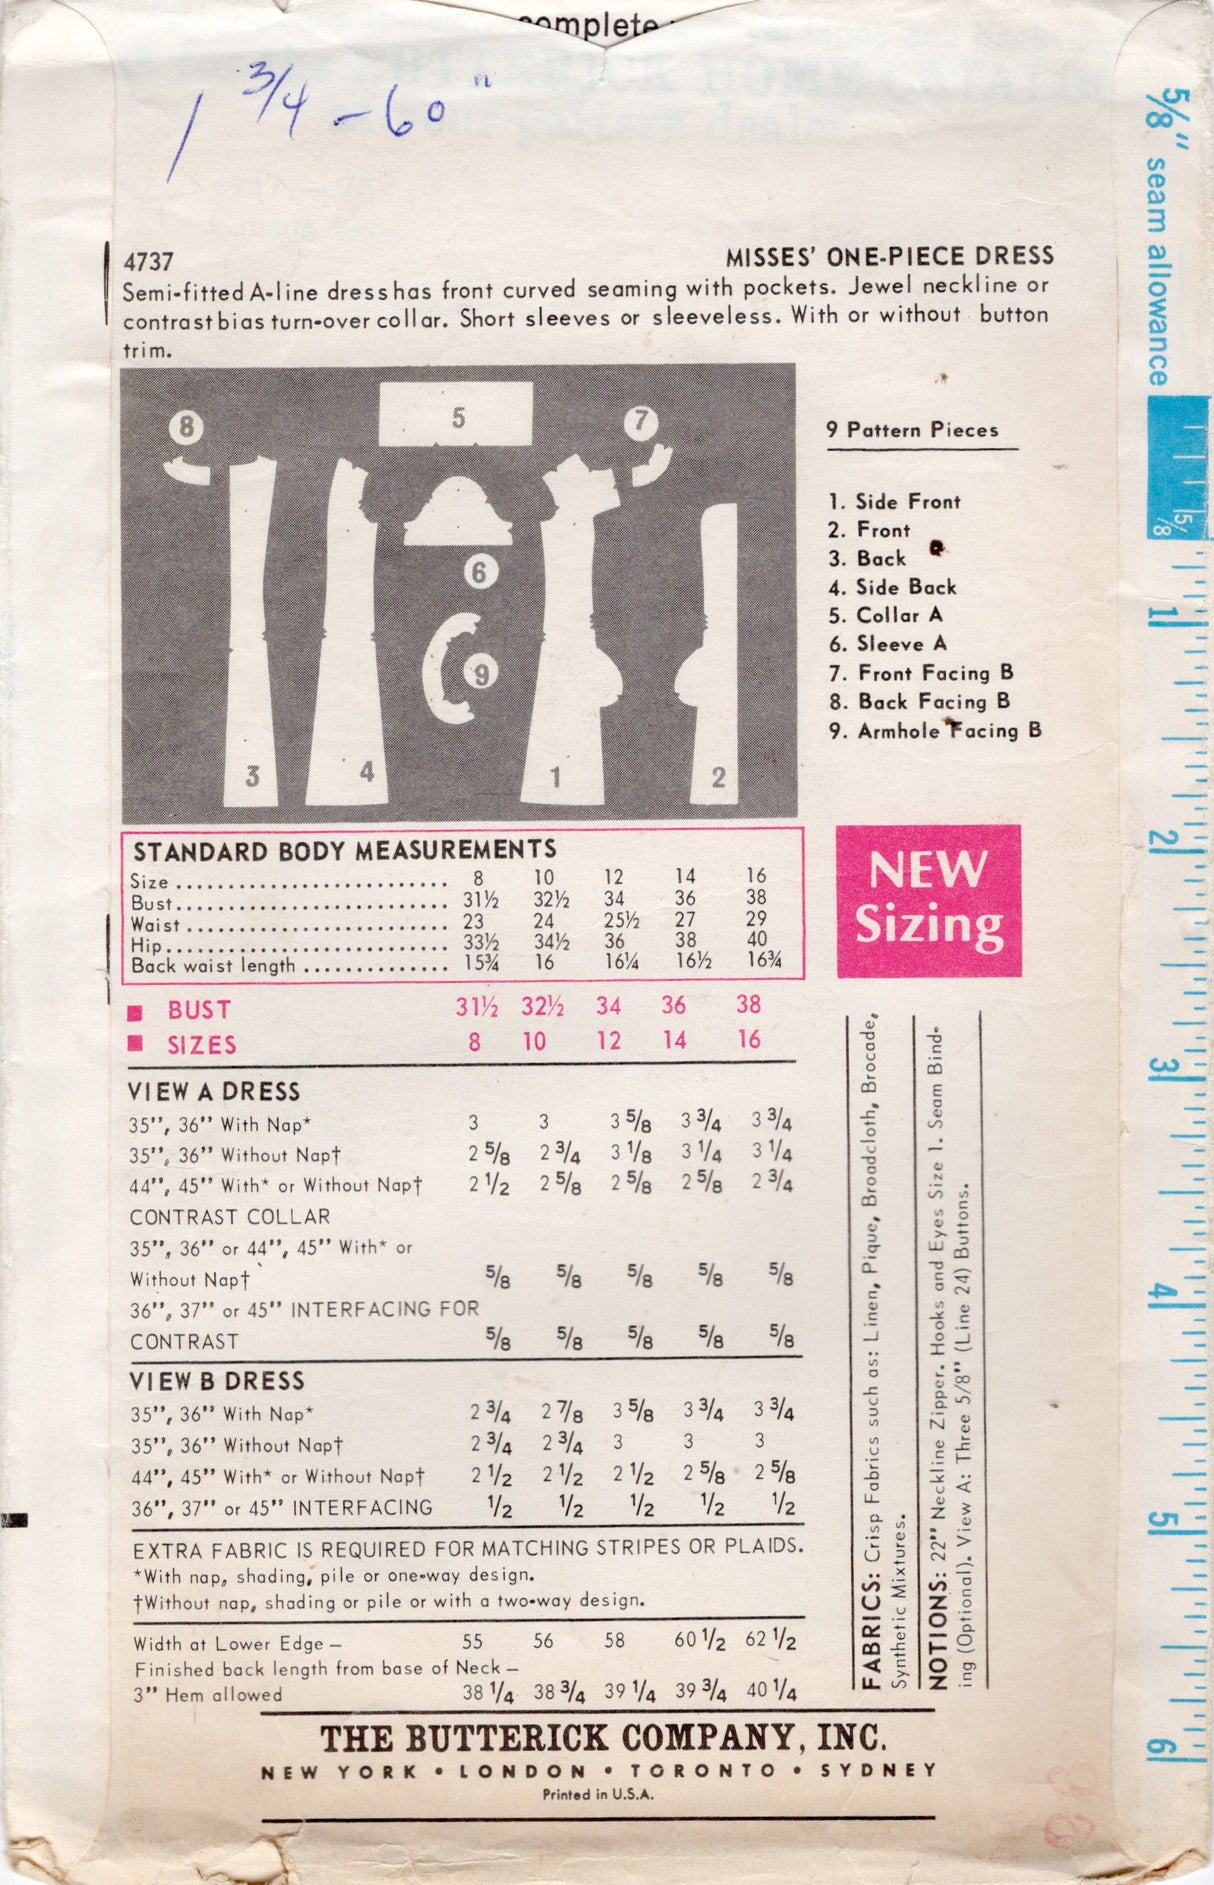 complete
1 3/4 - 60"
5/8" seam allowance
4737 MISSES' ONE-PIECE DRESS
Semi-fitted A-line dress has front curved seaming with pockets. Jewel neckline or
contrast bias turn-over collar. Short sleeves or sleeveless. With or without button
trim.
8 5 7
6
9
3 4 1 2
9 Pattern Pieces
1. Side Front
2. Front
3. Back
4. Side Back
5. Collar A
6. Sleeve A
7. Front Facing B
8. Back Facing B
9. Armhole Facing B
STANDARD BODY MEASUREMENTS
Size .......................... 8 10 12 14 16
Bust.......................... 31½ 32½ 34 36 38
Waist ......................... 23 24 25½ 27 29
Hip........................... 33½ 34½ 36 38 40
Back waist length .............. 15¾ 16 16¼ 16½ 16¾
NEW
Sizing
■ BUST 31½ 32½ 34 36 38
■ SIZES 8 10 12 14 16
VIEW A DRESS
35", 36" With Nap* 3 3 3 5/8 3 3/4 3 3/4
35", 36" Without Nap† 2 5/8 2 3/4 3 1/8 3 1/4 3 1/4
44", 45" With* or Without Nap† 2 1/2 2 5/8 2 5/8 2 5/8 2 3/4
CONTRAST COLLAR
35", 36" or 44", 45" With* or
Without Nap† 5/8 5/8 5/8 5/8 5/8
36", 37" or 45" INTERFACING FOR
CONTRAST 5/8 5/8 5/8 5/8 5/8
VIEW B DRESS
35", 36" With Nap* 2 3/4 2 7/8 3 5/8 3 3/4 3 3/4
35", 36" Without Nap† 2 3/4 2 3/4 3 3 3
44", 45" With* or Without Nap† 2 1/2 2 1/2 2 1/2 2 5/8 2 5/8
36", 37" or 45" INTERFACING 1/2 1/2 1/2 1/2 1/2
EXTRA FABRIC IS REQUIRED FOR MATCHING STRIPES OR PLAIDS.
*With nap, shading, pile or one-way design.
†Without nap, shading or pile or with a two-way design.
Width at Lower Edge – 55 56 58 60 1/2 62 1/2
Finished back length from base of Neck –
3" Hem allowed 38 1/4 38 3/4 39 1/4 39 3/4 40 1/4
FABRICS: Crisp Fabrics such as: Linen, Pique, Broadcloth, Brocade,
Synthetic Mixtures.
NOTIONS: 22" Neckline Zipper. Hooks and Eyes Size 1. Seam Bind-
ing (Optional). View A: Three 5/8" (Line 24) Buttons.
THE BUTTERICK COMPANY, INC.
NEW YORK • LONDON • TORONTO • SYDNEY
Printed in U.S.A.
5/8
1
2
3
4
5
6